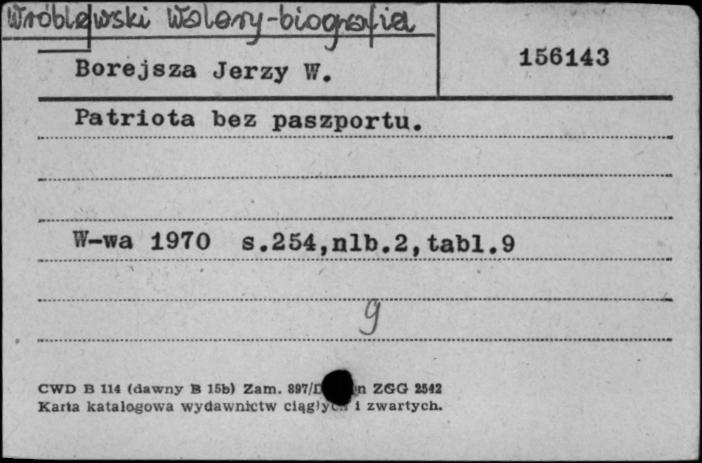 Wróblewski Walery-biografia
Borejsza Jerzy W.
156143
Patriota bez paszportu.
W-wa 1970 s.254,nlb.2,tabl.9
g
CWD B 114 (dawny B 15b) Zam. 897/ ZGG 2542
Karta katalogowa wydawnictw ciągłych i zwartych.